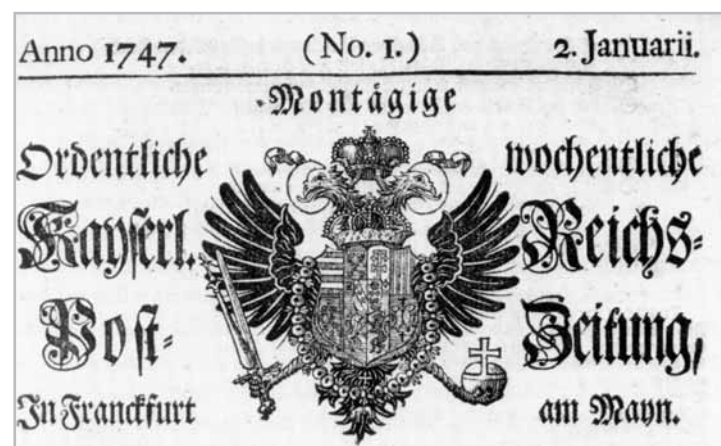 Anno 1747. (No. 1.) 2. Januarii.
Montägige
Ordentliche wochentliche
Kayserl. Reichs-
Post- Zeitung,
In Franckfurt am Mayn.